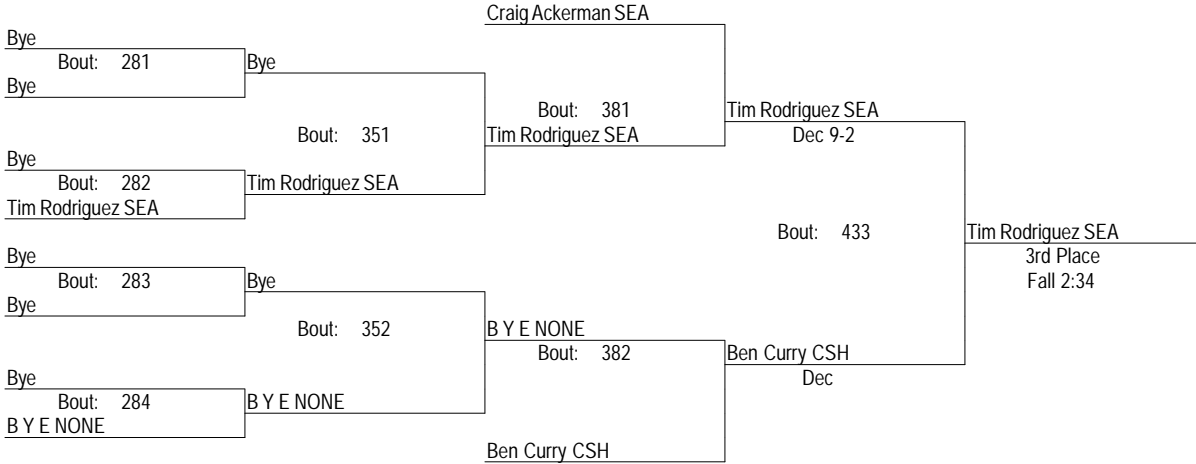 Craig Ackerman SEA
Bye
Bout: 281
Bye
Bye
Bout: 381
Tim Rodriguez SEA
Dec 9-2
Bout: 351
Tim Rodriguez SEA
Bye
Bout: 282
Tim Rodriguez SEA
Tim Rodriguez SEA
Bout: 433
Tim Rodriguez SEA
3rd Place
Fall 2:34
Bye
Bout: 283
Bye
Bye
Bout: 352
B Y E NONE
Bout: 382
Ben Curry CSH
Dec
Bye
Bout: 284
B Y E NONE
B Y E NONE
Ben Curry CSH